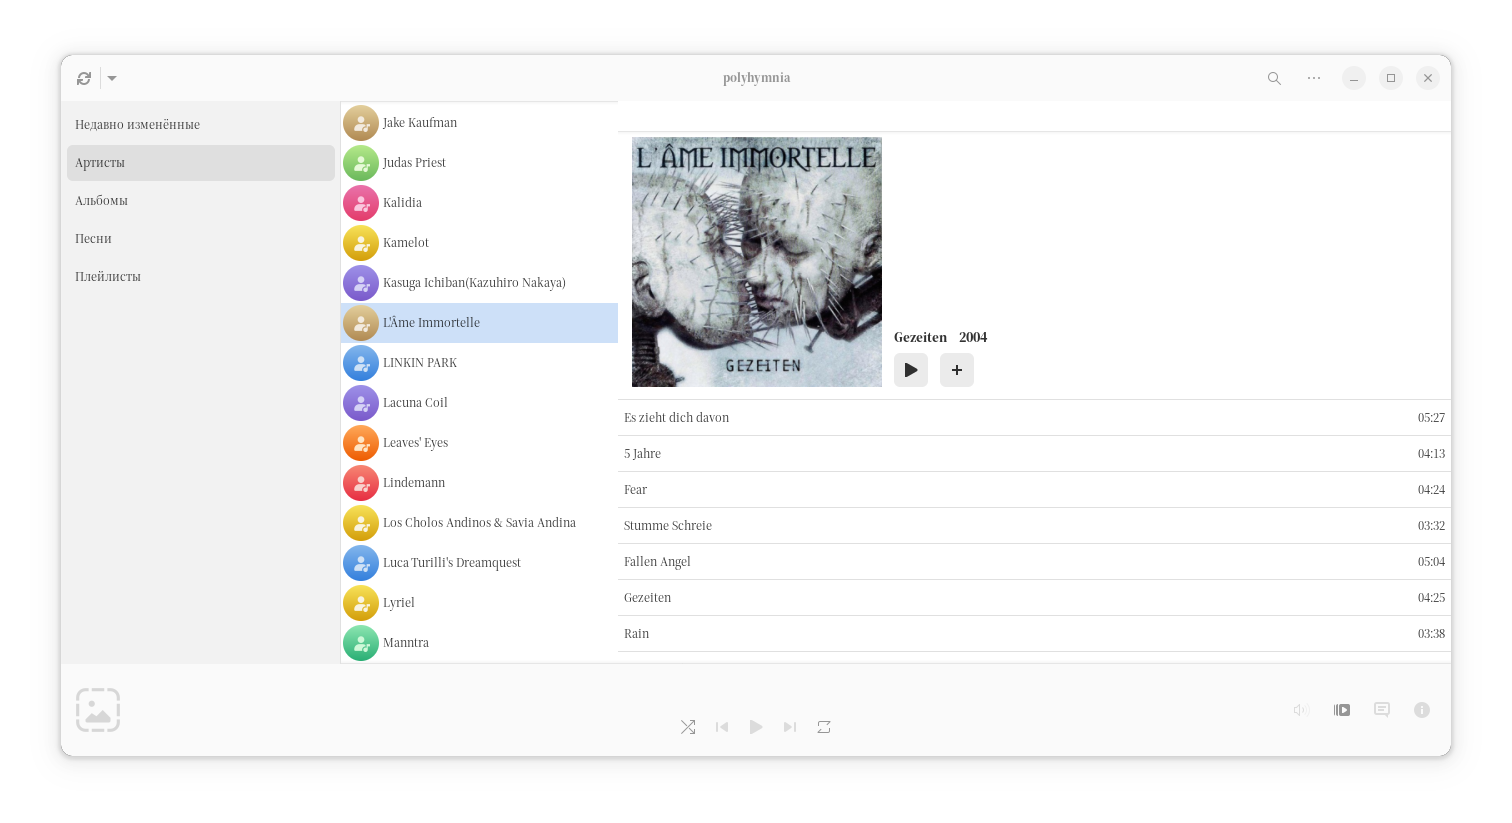 polyhymnia
Недавно изменённые
Артисты
Альбомы
Песни
Плейлисты
Jake Kaufman
Judas Priest
Kalidia
Kamelot
Kasuga Ichiban(Kazuhiro Nakaya)
L'Âme Immortelle
LINKIN PARK
Lacuna Coil
Leaves' Eyes
Lindemann
Los Cholos Andinos & Savia Andina
Luca Turilli's Dreamquest
Lyriel
Manntra
L'ÂME IMMORTELLE
GEZEITEN
Gezeiten 2004
Es zieht dich davon 05:27
5 Jahre 04:13
Fear 04:24
Stumme Schreie 03:32
Fallen Angel 05:04
Gezeiten 04:25
Rain 03:38